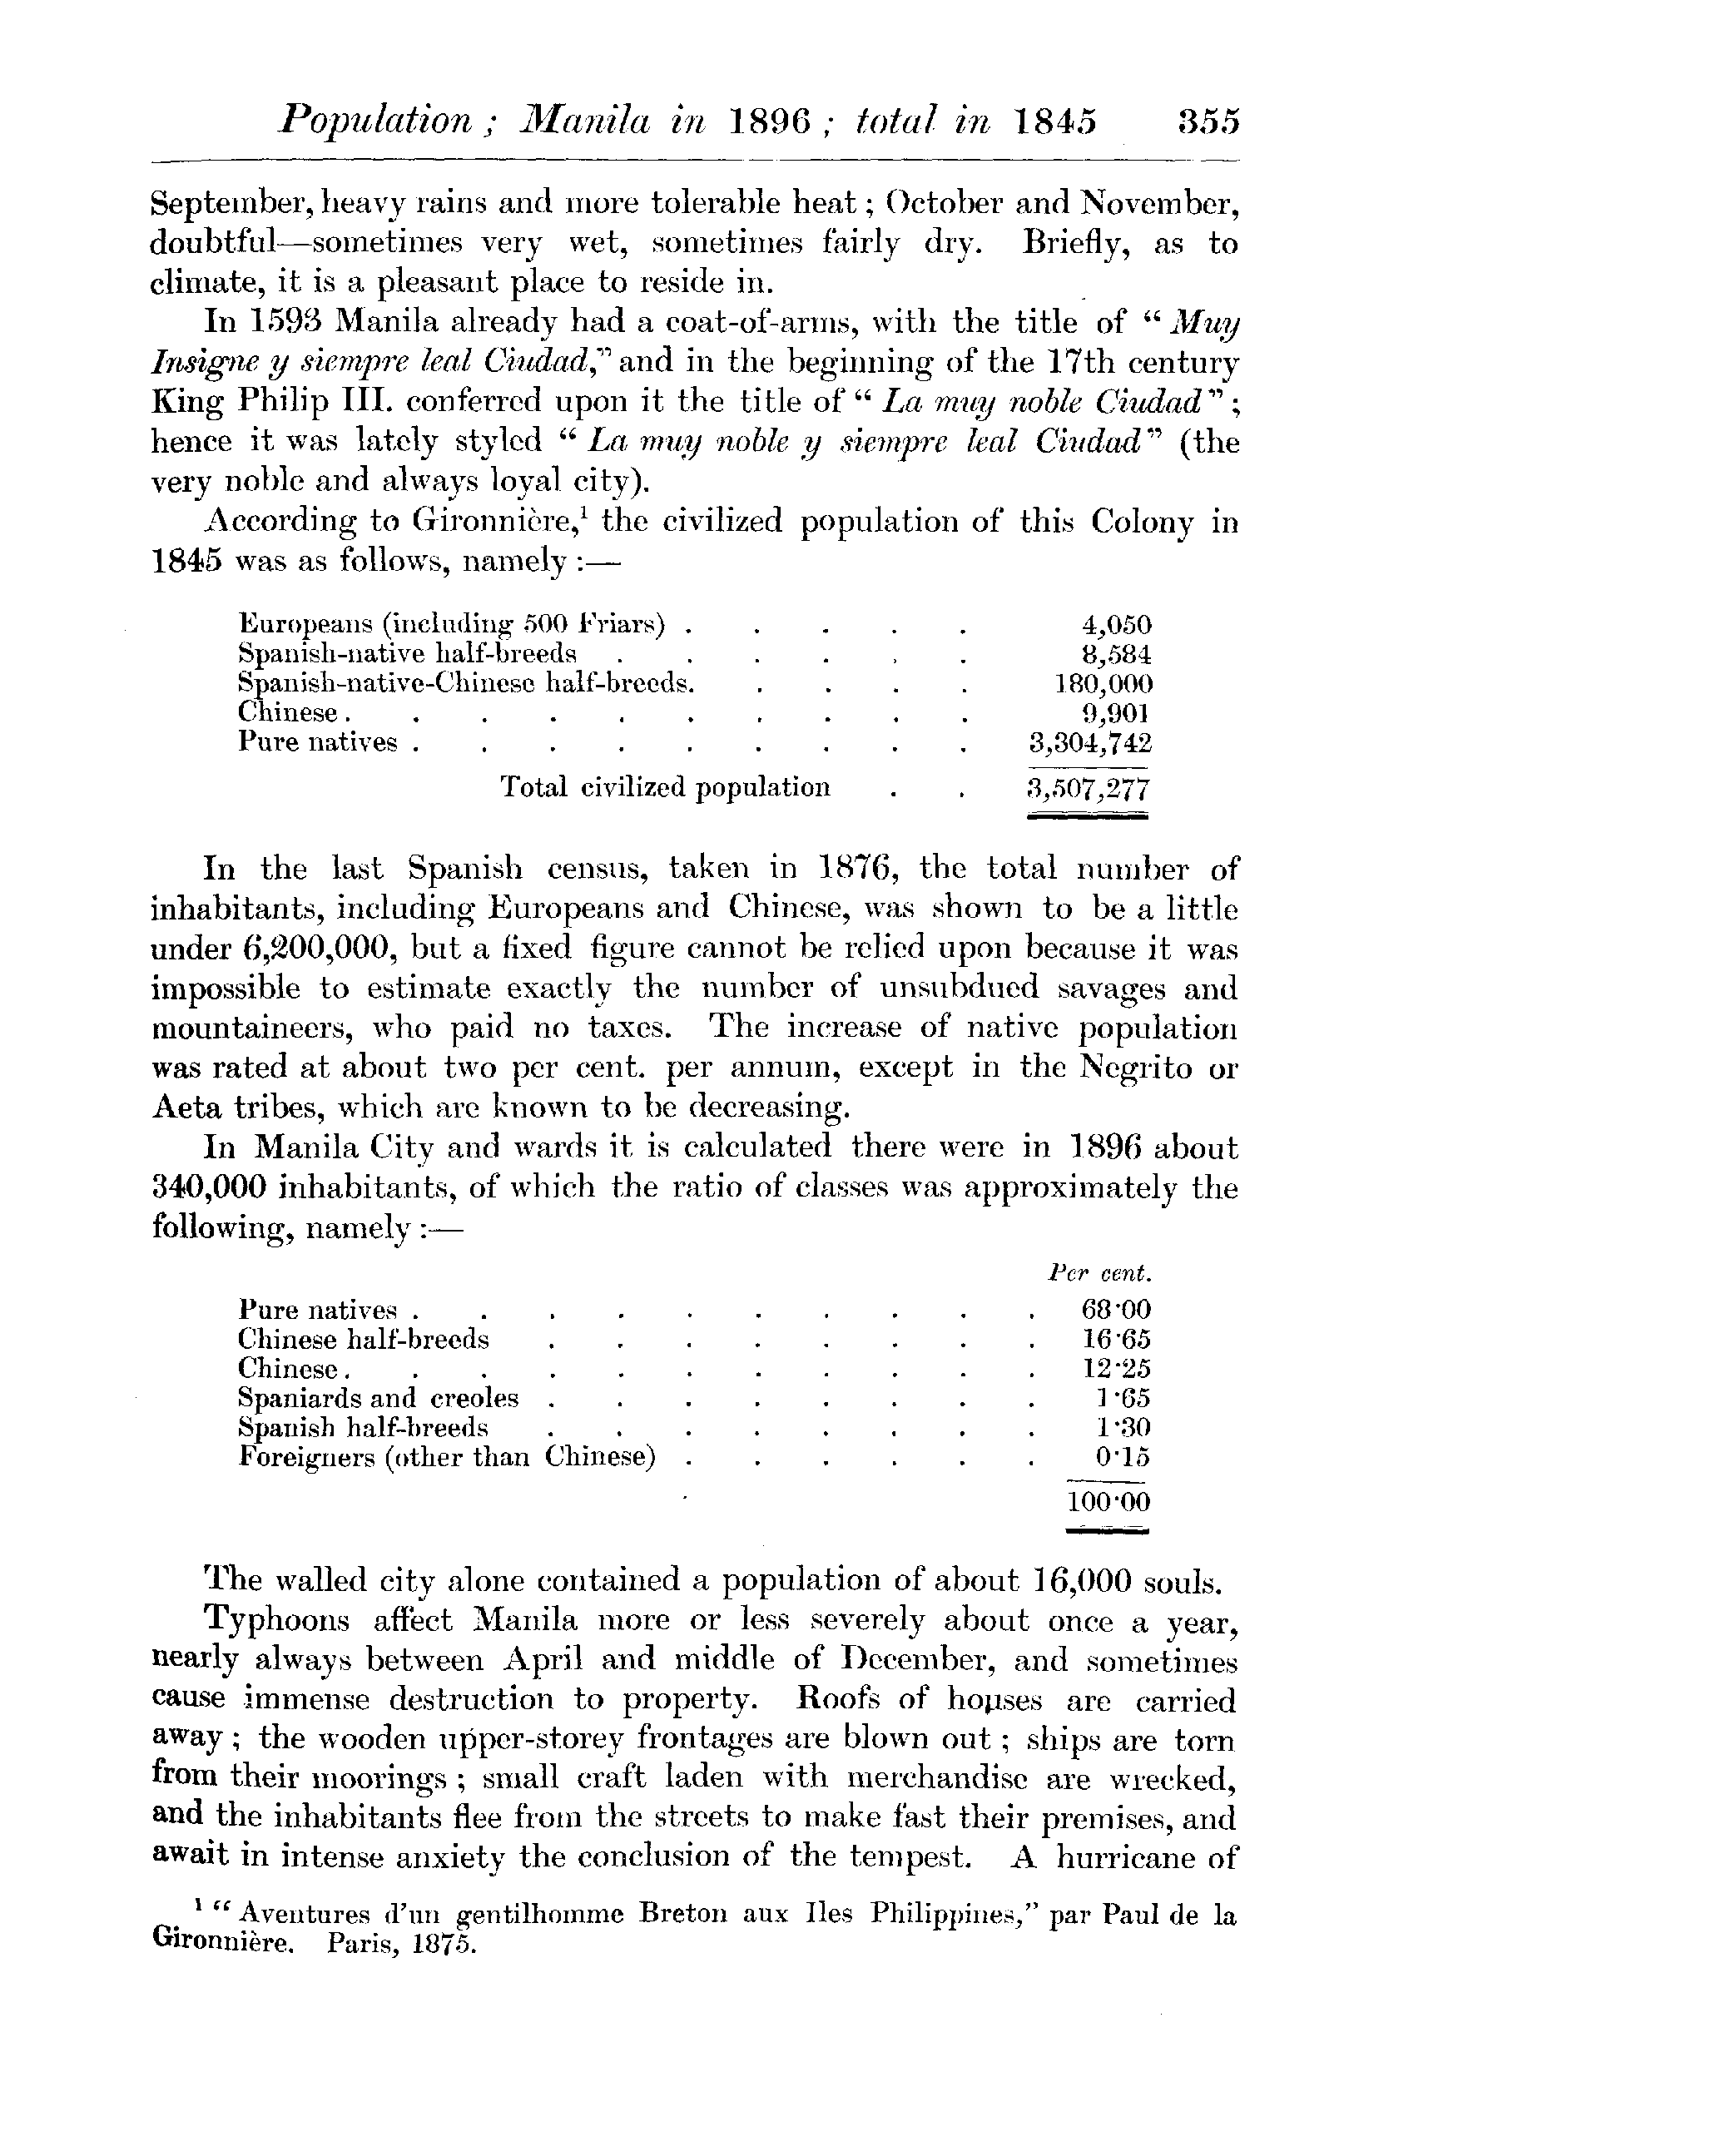 Population ; Manila in 1896 ; total in 1845 355
September, heavy rains and more tolerable heat ; October and November,
doubtful—sometimes very wet, sometimes fairly dry. Briefly, as to
climate, it is a pleasant place to reside in.
In 1593 Manila already had a coat-of-arms, with the title of “ Muy
Insigne y siempre leal Ciudad,” and in the beginning of the 17th century
King Philip III. conferred upon it the title of “ La muy noble Ciudad ” ;
hence it was lately styled “ La muy noble y siempre leal Ciudad ” (the
very noble and always loyal city).
According to Gironnière,¹ the civilized population of this Colony in
1845 was as follows, namely :—
Europeans (including 500 Friars) . . . . . 4,050
Spanish-native half-breeds . . . . . . 8,584
Spanish-native-Chinese half-breeds. . . . . 180,000
Chinese . . . . . . . . . . 9,901
Pure natives . . . . . . . . . 3,304,742
Total civilized population . . 3,507,277
In the last Spanish census, taken in 1876, the total number of
inhabitants, including Europeans and Chinese, was shown to be a little
under 6,200,000, but a fixed figure cannot be relied upon because it was
impossible to estimate exactly the number of unsubdued savages and
mountaineers, who paid no taxes. The increase of native population
was rated at about two per cent. per annum, except in the Negrito or
Aeta tribes, which are known to be decreasing.
In Manila City and wards it is calculated there were in 1896 about
340,000 inhabitants, of which the ratio of classes was approximately the
following, namely :—
Per cent.
Pure natives . . . . . . . . . . 68·00
Chinese half-breeds . . . . . . . . 16·65
Chinese . . . . . . . . . . . 12·25
Spaniards and creoles . . . . . . . . 1·65
Spanish half-breeds . . . . . . . . 1·30
Foreigners (other than Chinese) . . . . . . 0·15
100·00
The walled city alone contained a population of about 16,000 souls.
Typhoons affect Manila more or less severely about once a year,
nearly always between April and middle of December, and sometimes
cause immense destruction to property. Roofs of houses are carried
away ; the wooden upper-storey frontages are blown out ; ships are torn
from their moorings ; small craft laden with merchandise are wrecked,
and the inhabitants flee from the streets to make fast their premises, and
await in intense anxiety the conclusion of the tempest. A hurricane of
¹ “ Aventures d’un gentilhomme Breton aux Iles Philippines,” par Paul de la
Gironnière. Paris, 1875.